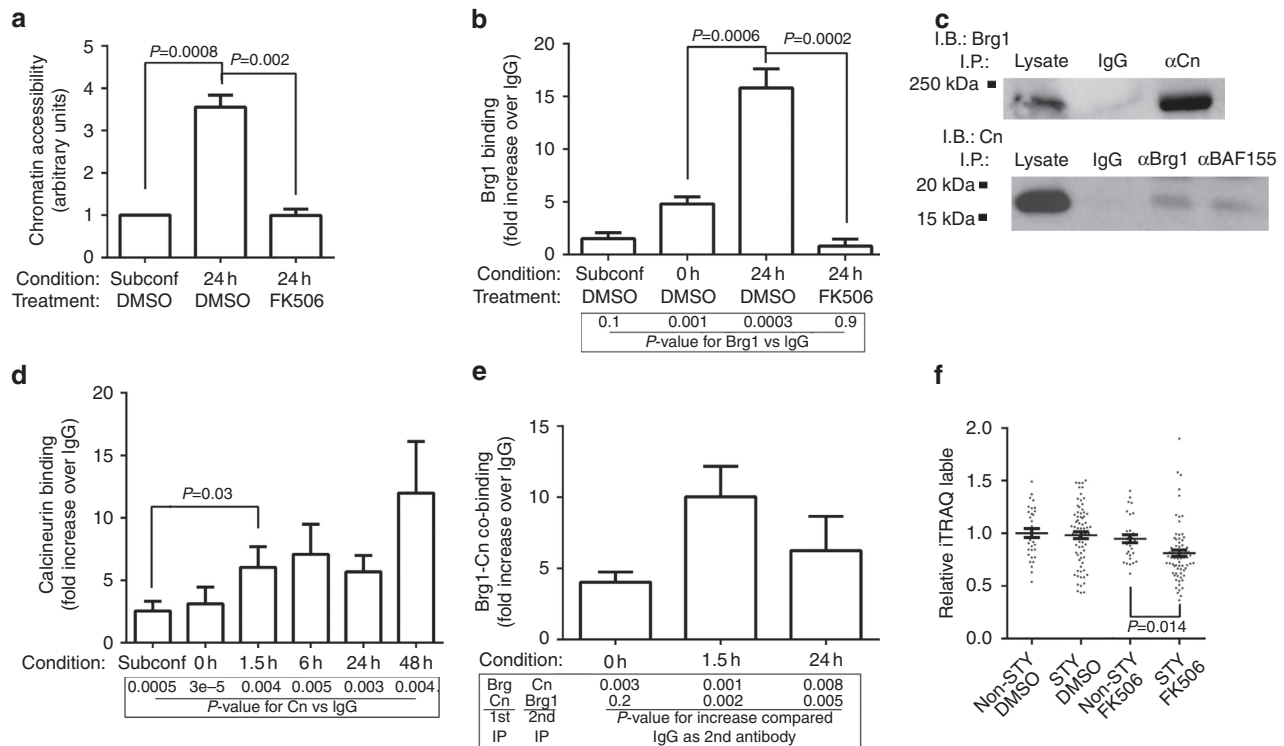 a
Chromatin accessibility
(arbitrary units)
5
4
3
2
1
0
P=0.0008
P=0.002
Condition: Subconf 24 h 24 h
Treatment: DMSO DMSO FK506
b
Brg1 binding
(fold increase over IgG)
20
15
10
5
0
P=0.0006
P=0.0002
Condition: Subconf 0 h 24 h 24 h
Treatment: DMSO DMSO DMSO FK506
0.1 0.001 0.0003 0.9
P-value for Brg1 vs IgG
c
I.B.: Brg1
I.P.: Lysate IgG αCn
250 kDa
I.B.: Cn
I.P.: Lysate IgG αBrg1 αBAF155
20 kDa
15 kDa
d
Calcineurin binding
(fold increase over IgG)
20
15
10
5
0
P=0.03
Condition: Subconf 0 h 1.5 h 6 h 24 h 48 h
0.0005 3e–5 0.004 0.005 0.003 0.004.
P-value for Cn vs IgG
e
Brg1-Cn co-binding
(fold increase over IgG)
15
10
5
0
Condition: 0 h 1.5 h 24 h
Brg Cn 0.003 0.001 0.008
Cn Brg1 0.2 0.002 0.005
1st 2nd P-value for increase compared
IP IP IgG as 2nd antibody
f
Relative iTRAQ lable
2.0
1.5
1.0
0.5
0.0
P=0.014
Non-STY
DMSO
STY
DMSO
Non-STY
FK506
STY
FK506